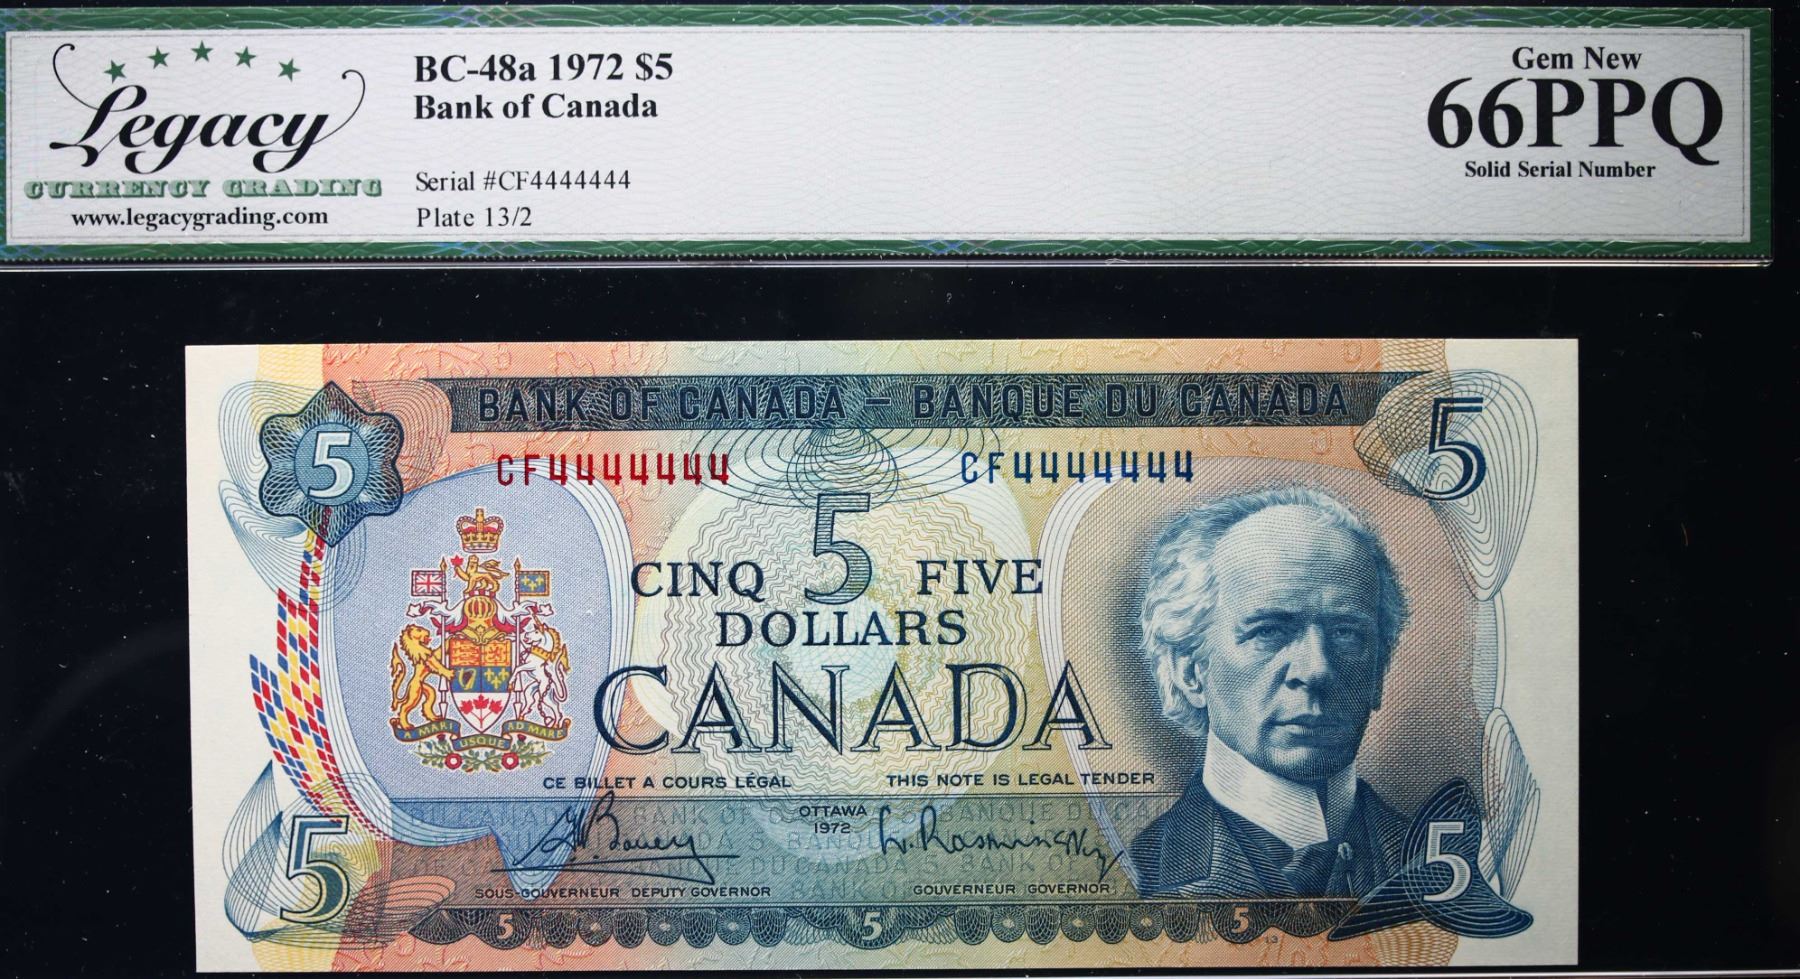 Legacy
CURRENCY GRADING
www.legacygrading.com
BC-48a 1972 $5
Bank of Canada
Serial #CF4444444
Plate 13/2
Gem New
66PPQ
Solid Serial Number
BANK OF CANADA – BANQUE DU CANADA
5
5
CF4444444
CF4444444
5
CINQ
FIVE
DOLLARS
CANADA
A MARI USQUE AD MARE
CE BILLET A COURS LÉGAL
THIS NOTE IS LEGAL TENDER
OTTAWA
1972
SOUS-GOUVERNEUR DEPUTY GOVERNOR
GOUVERNEUR GOVERNOR
5
5
5
5
5
13